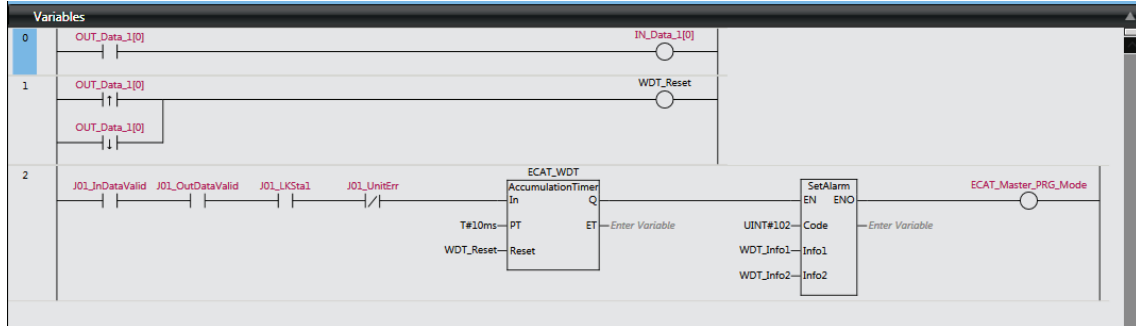 Variables
0
OUT_Data_1[0]
IN_Data_1[0]
1
OUT_Data_1[0]
WDT_Reset
OUT_Data_1[0]
2
J01_InDataValid J01_OutDataValid J01_LKSta1 J01_UnitErr
ECAT_WDT
AccumulationTimer
In Q
T#10ms PT ET Enter Variable
WDT_Reset Reset
SetAlarm
EN ENO
UINT#102 Code Enter Variable
WDT_Info1 Info1
WDT_Info2 Info2
ECAT_Master_PRG_Mode